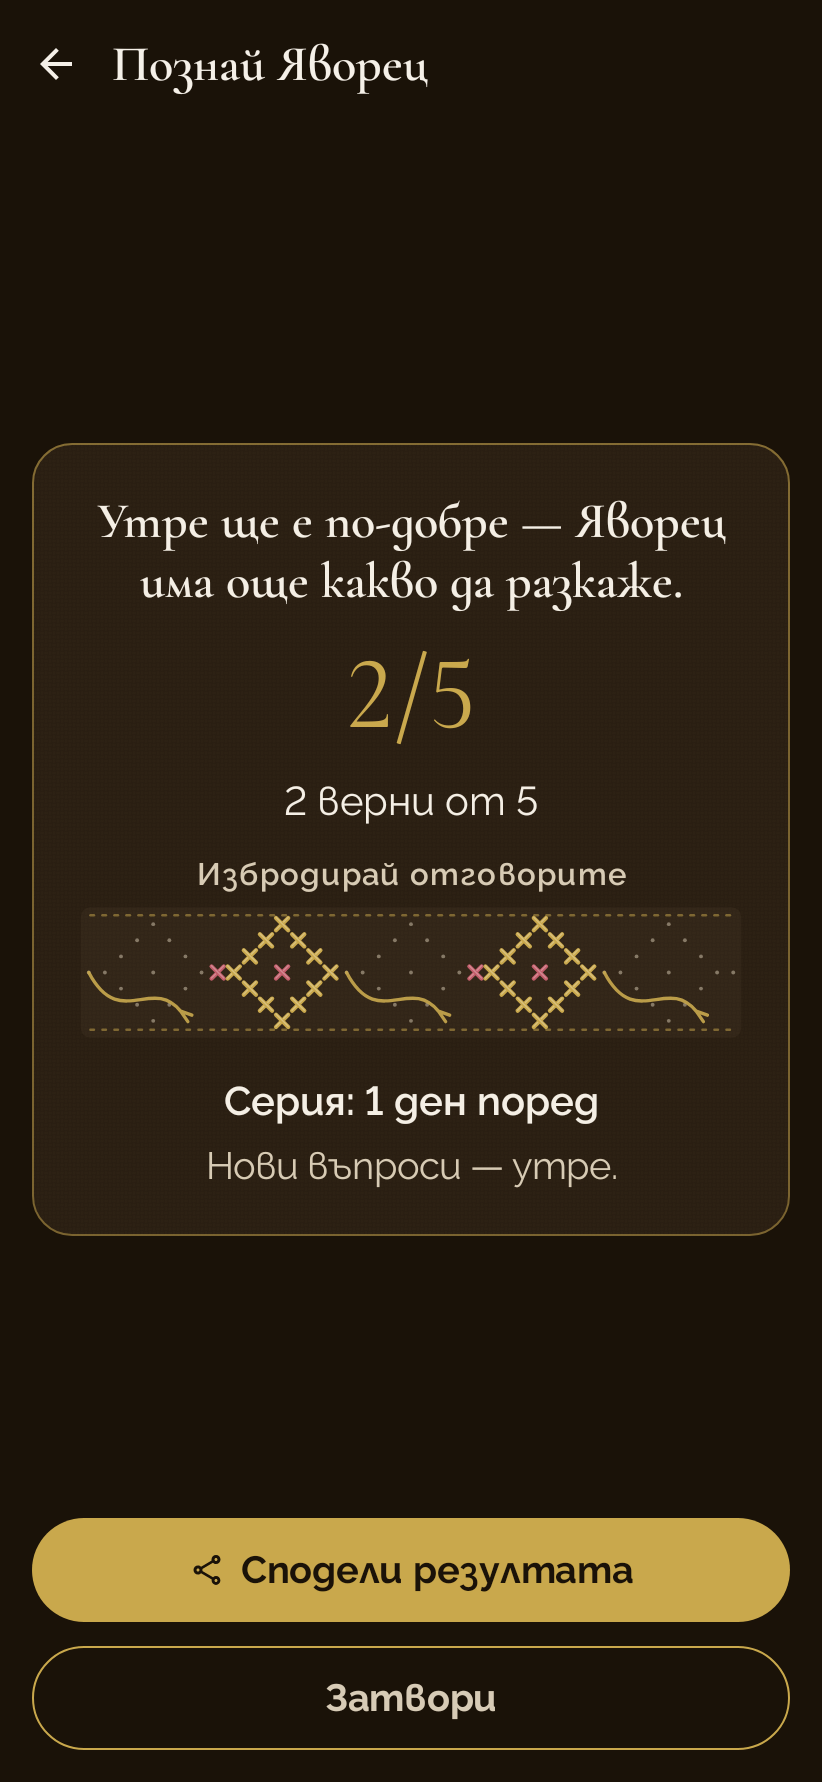 Познай Яворец
Утре ще е по-добре — Яворец
има още какво да разкаже.
2/5
2 верни от 5
Избродирай отговорите
Серия: 1 ден поред
Нови въпроси — утре.
Сподели резултата
Затвори